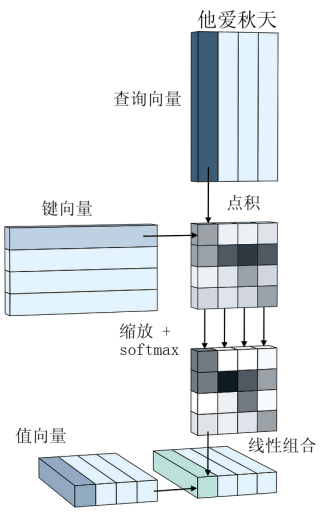 他爱秋天
查询向量
点积
键向量
缩放 +
softmax
值向量
线性组合